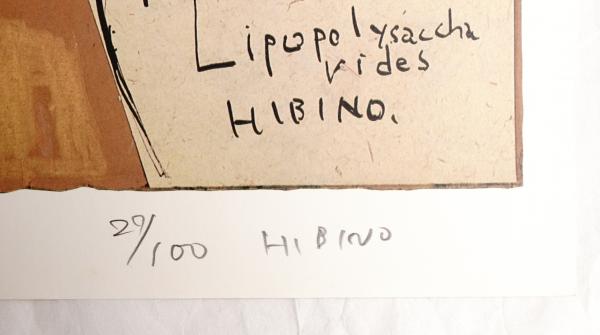 Lipopolysaccha
rides
HIBINO.
29/100 HIBINO